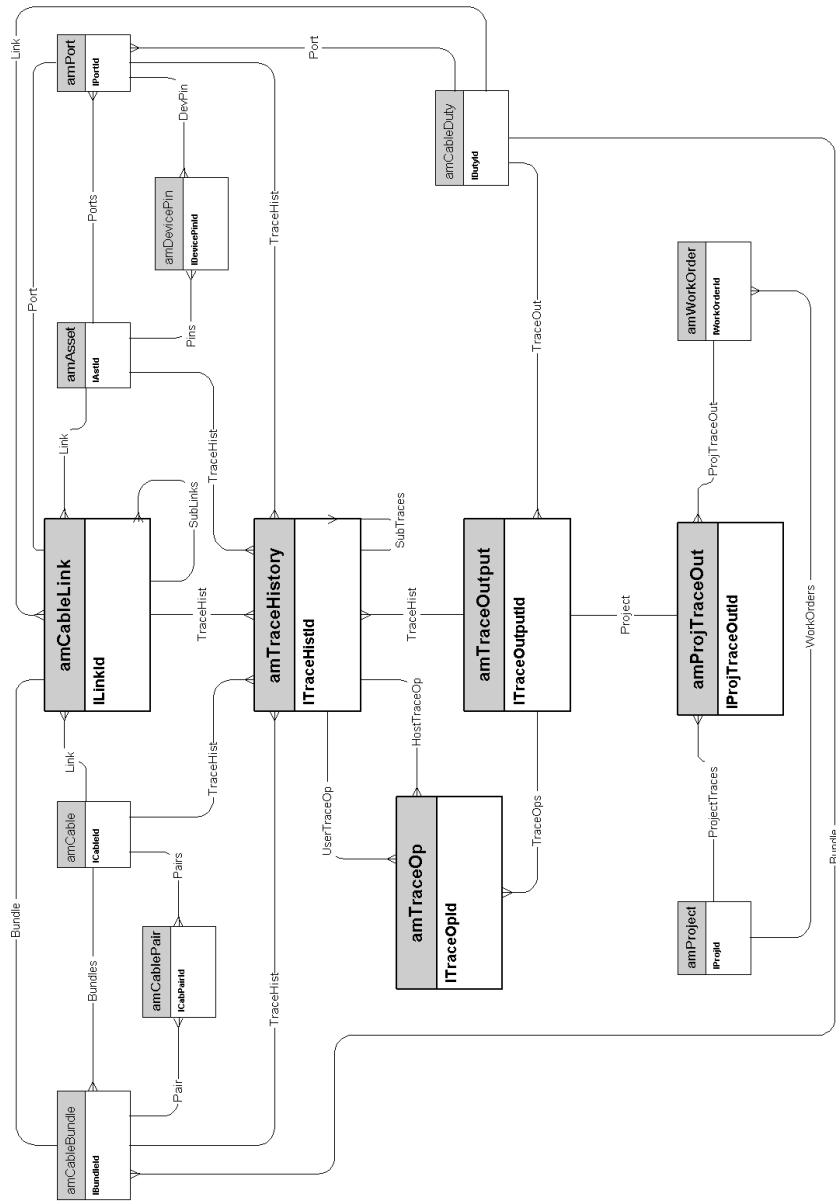 Bundle
Link
Port
amCableBundle
lBundleId
Bundles
amCable
lCableId
Link
amCableLink
lLinkId
SubLinks
Link
amAsset
lAstId
Ports
amPort
lPortId
Pair
amCablePair
lCabPairId
Pairs
Pins
amDevicePin
lDevicePinId
DevPin
TraceHist
TraceHist
TraceHist
TraceHist
TraceHist
amTraceHistory
lTraceHistId
SubTraces
Port
UserTraceOp
HostTraceOp
TraceHist
amTraceOp
lTraceOpId
amTraceOutput
lTraceOutputId
amCableDuty
lDutyId
TraceOps
TraceOut
Project
amProject
lProjId
ProjectTraces
amProjTraceOut
lProjTraceOutId
ProjTraceOut
amWorkOrder
lWorkOrderId
WorkOrders
Bundle